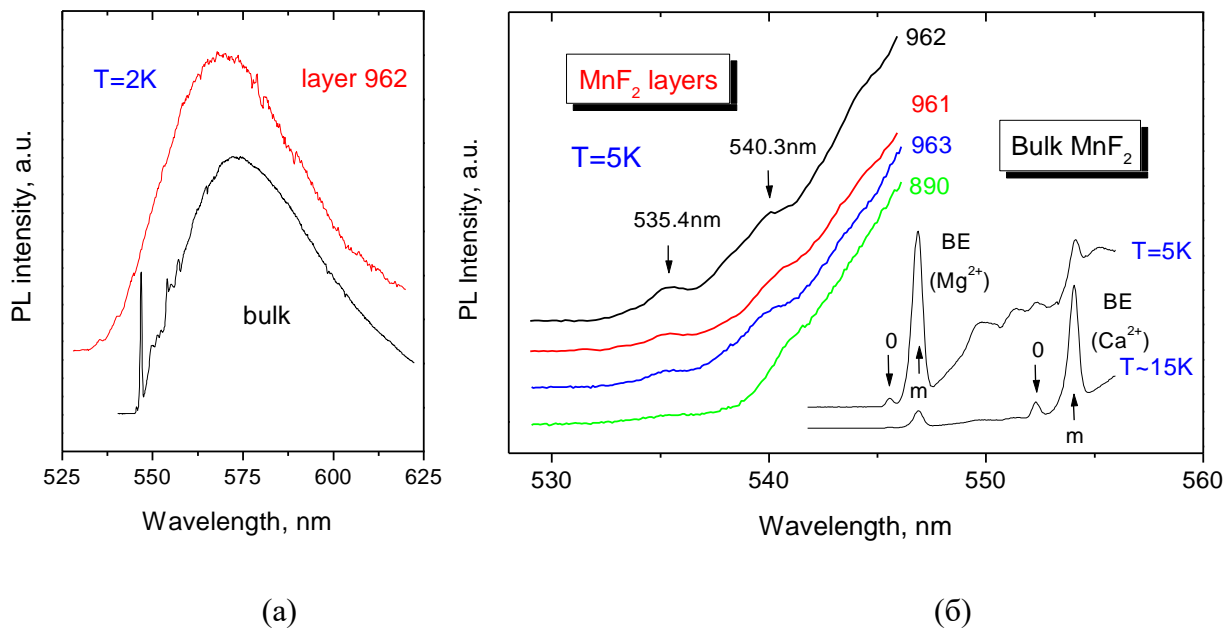 PL intensity, a.u.
T=2K
layer 962
bulk
525 550 575 600 625
Wavelength, nm
(а)
PL Intensity, a.u.
MnF2 layers
T=5K
535.4nm
540.3nm
962
961
963
890
Bulk MnF2
BE
(Mg2+)
T=5K
BE
(Ca2+)
T~15K
0
m
0
m
530 540 550 560
Wavelength, nm
(б)